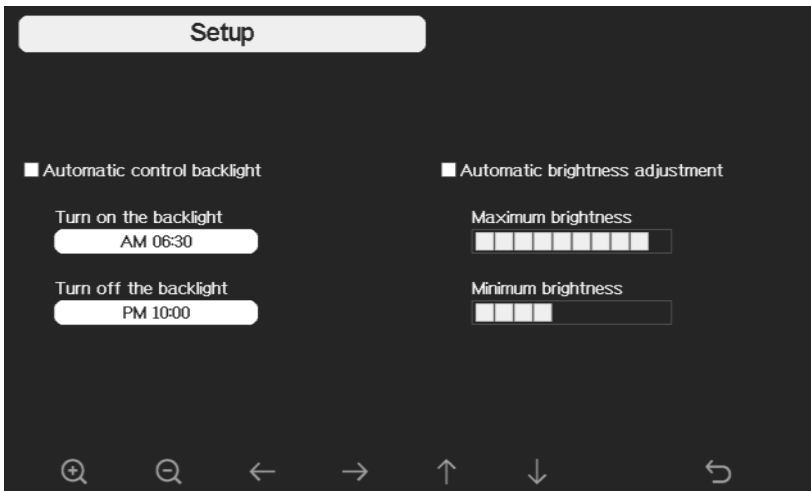 Setup
Automatic control backlight
Turn on the backlight
AM 06:30
Turn off the backlight
PM 10:00
Automatic brightness adjustment
Maximum brightness
Minimum brightness